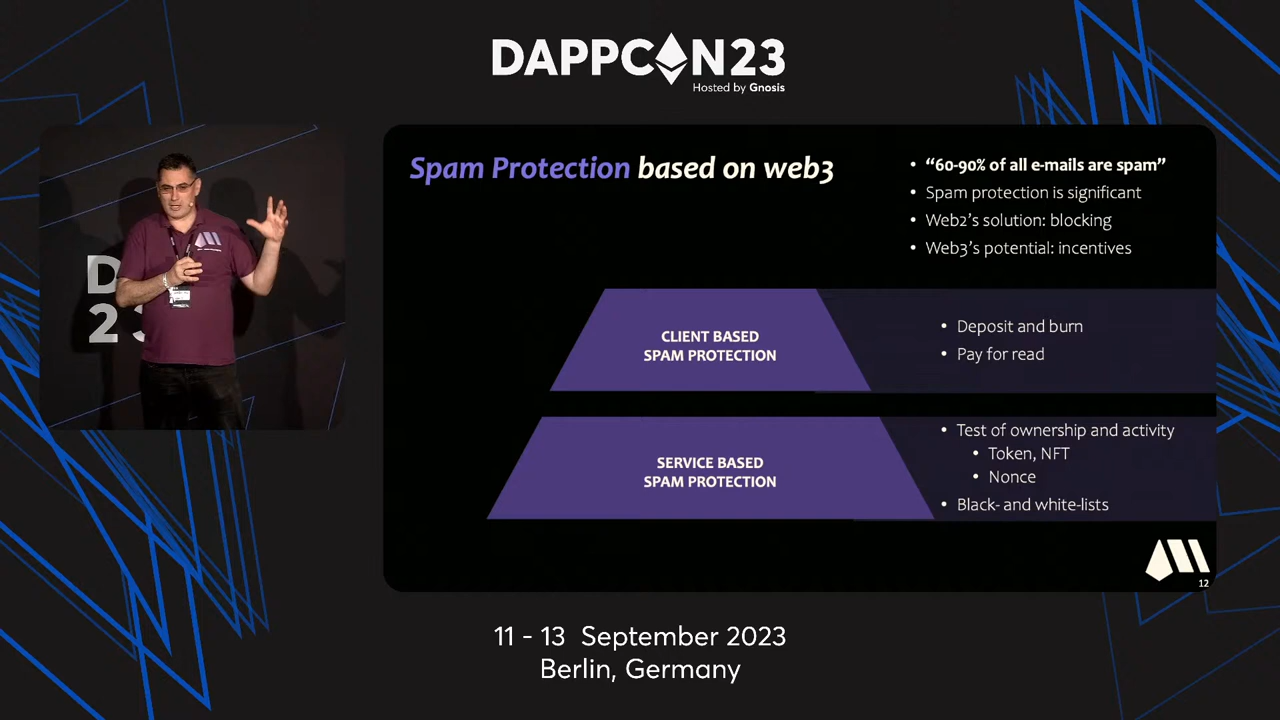 DAPPCON23
Hosted by Gnosis
Spam Protection based on web3
• “60-90% of all e-mails are spam”
• Spam protection is significant
• Web2’s solution: blocking
• Web3’s potential: incentives
CLIENT BASED
SPAM PROTECTION
• Deposit and burn
• Pay for read
SERVICE BASED
SPAM PROTECTION
• Test of ownership and activity
• Token, NFT
• Nonce
• Black- and white-lists
12
D
23
11 - 13 September 2023
Berlin, Germany